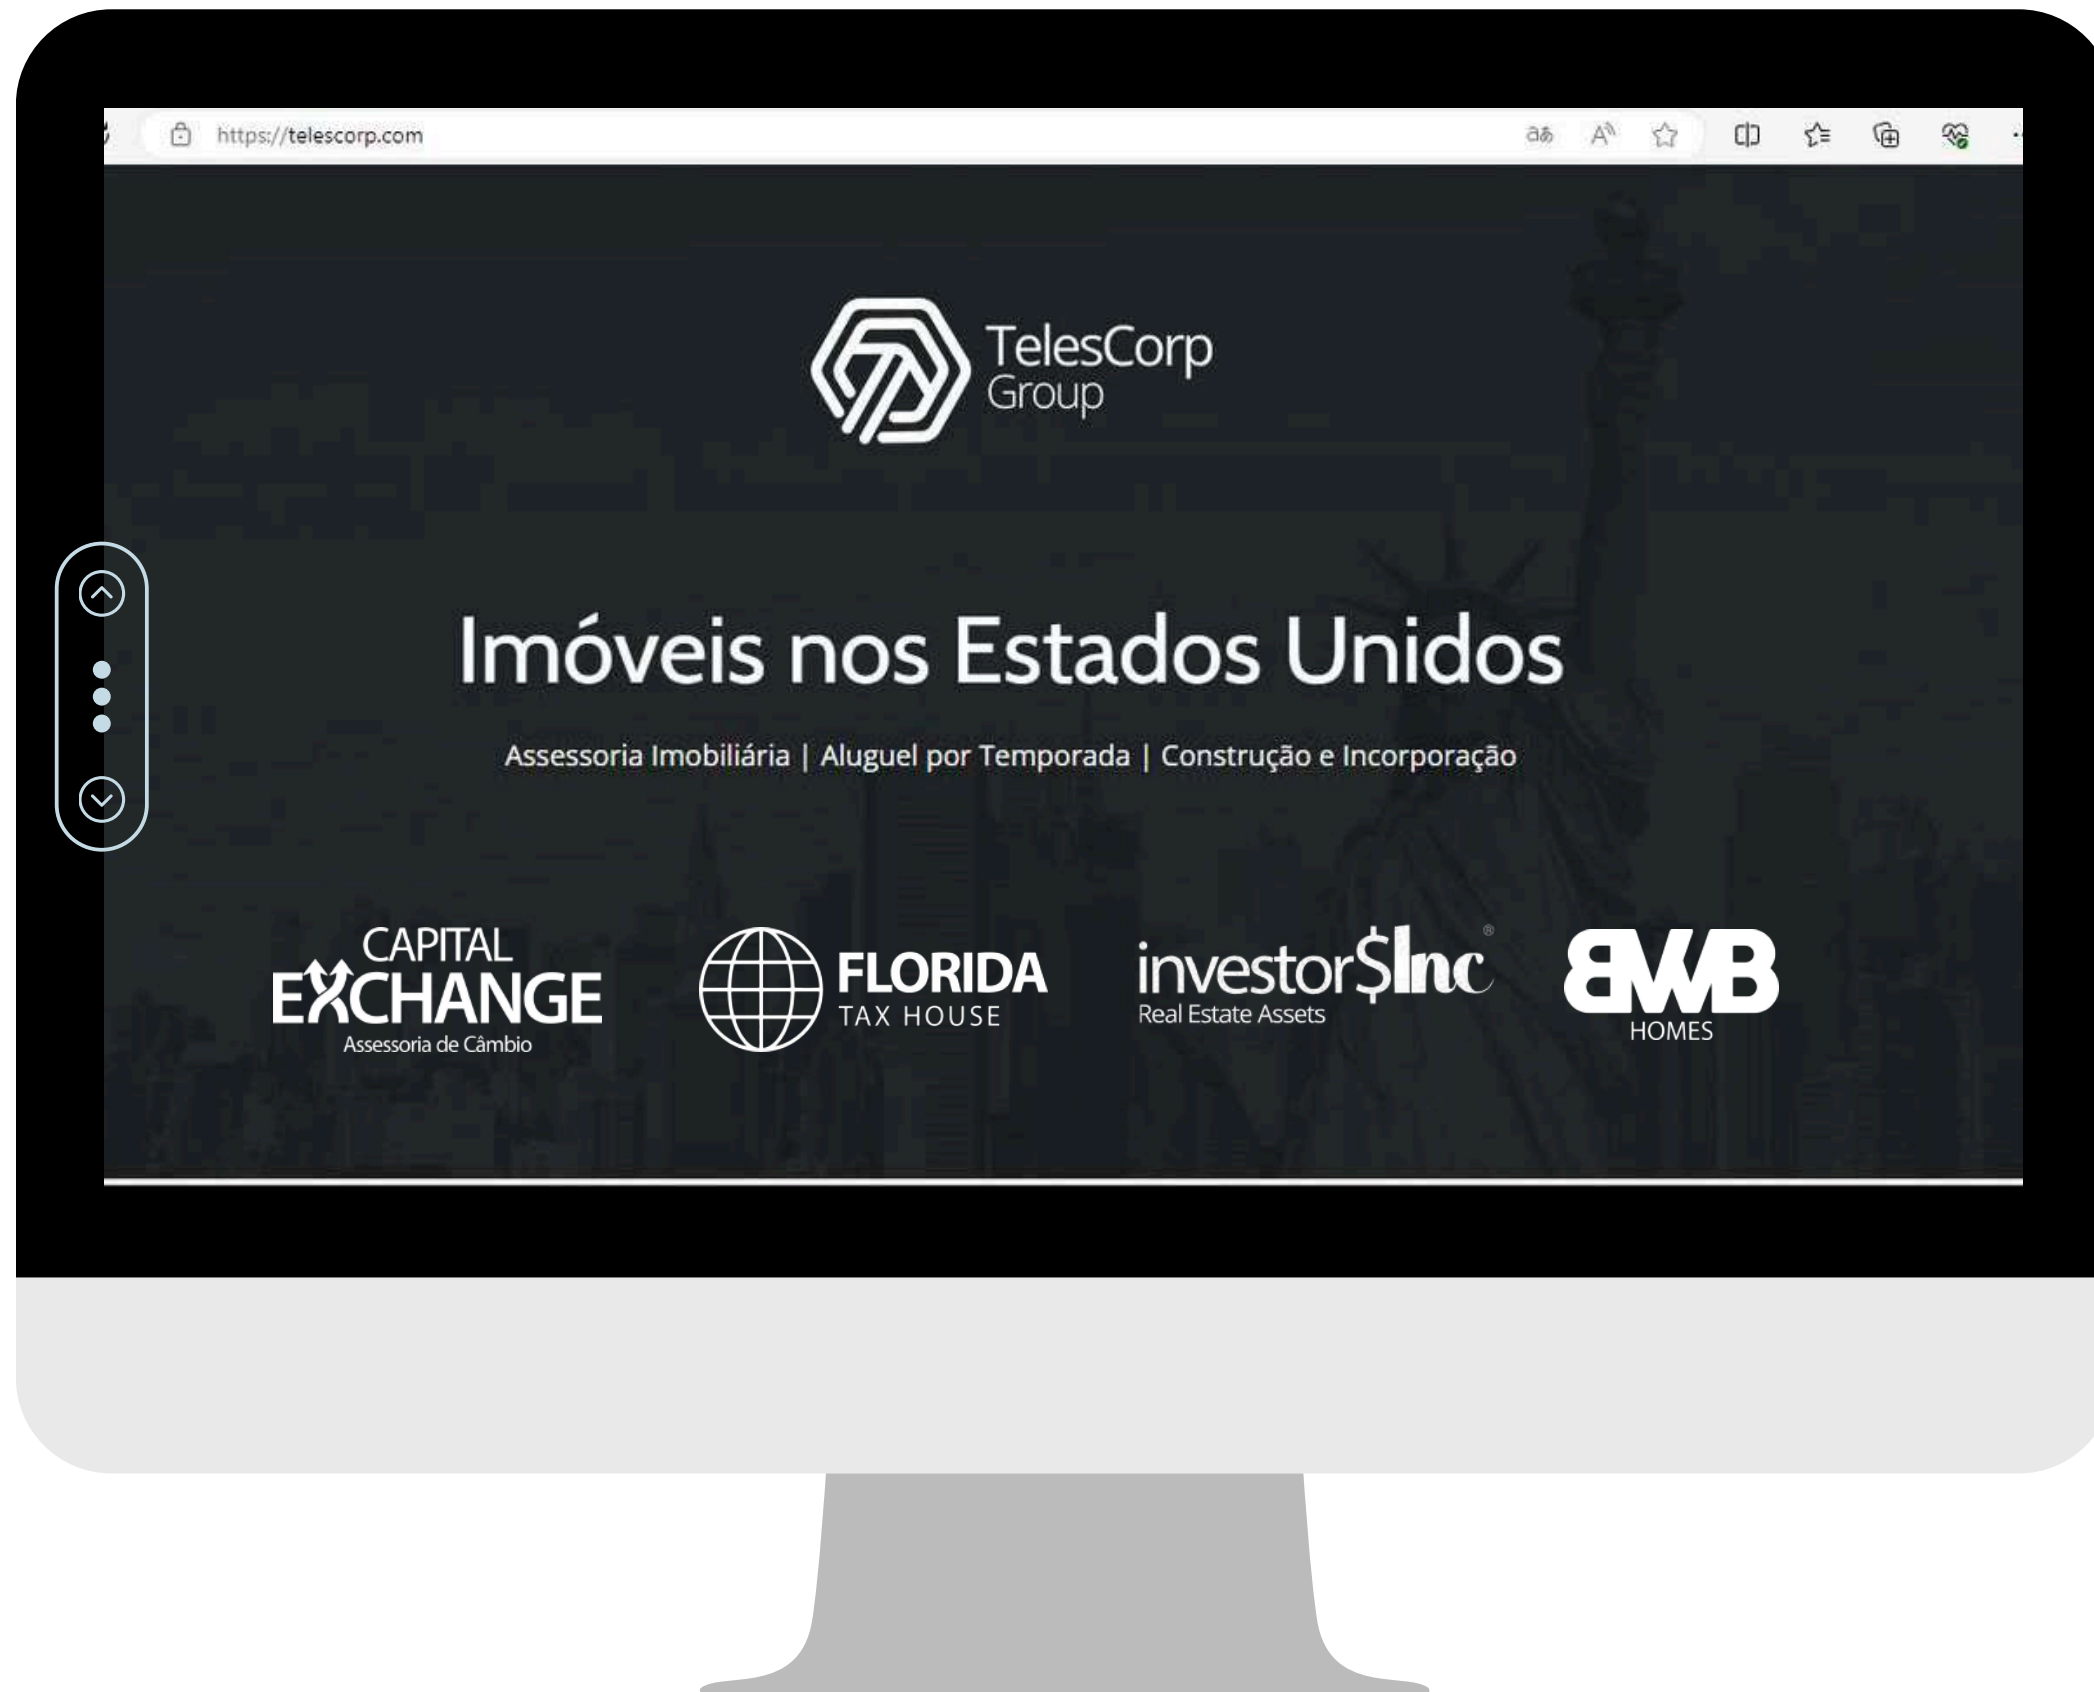 https://telescorp.com
TelesCorp
Group
Imóveis nos Estados Unidos
Assessoria Imobiliária | Aluguel por Temporada | Construção e Incorporação
CAPITAL
EXCHANGE
Assessoria de Câmbio
FLORIDA
TAX HOUSE
investor$Inc®
Real Estate Assets
BWB
HOMES